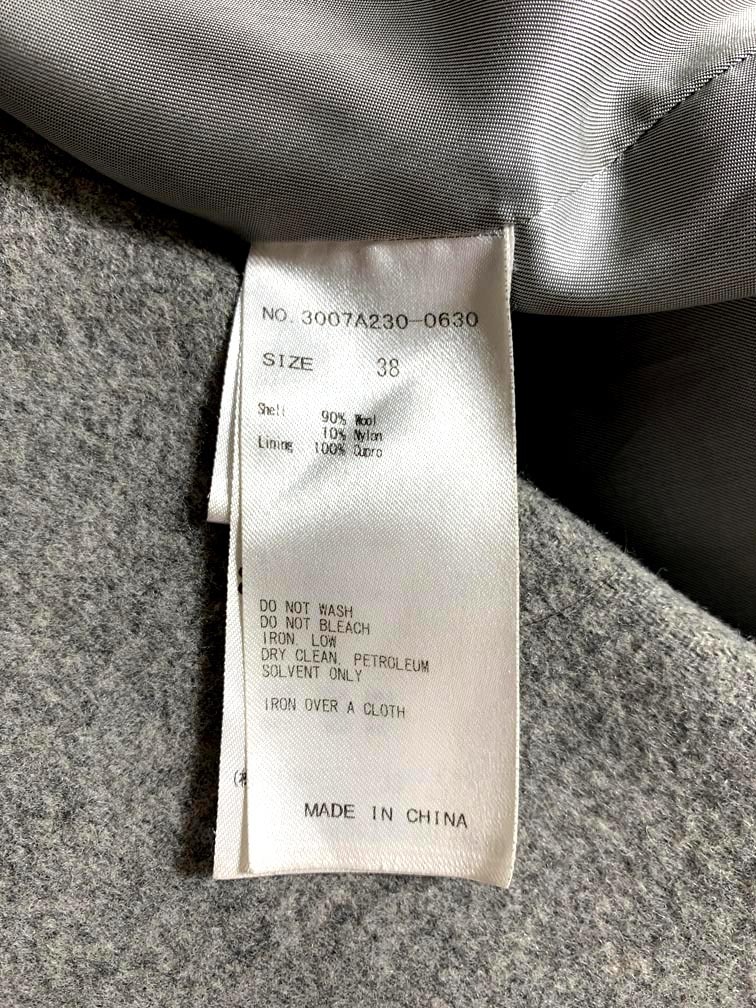 NO. 3007A230-0630
SIZE 38
Shell 90% Wool
10% Nylon
Lining 100% Cupro
DO NOT WASH
DO NOT BLEACH
IRON, LOW
DRY CLEAN, PETROLEUM
SOLVENT ONLY
IRON OVER A CLOTH
MADE IN CHINA